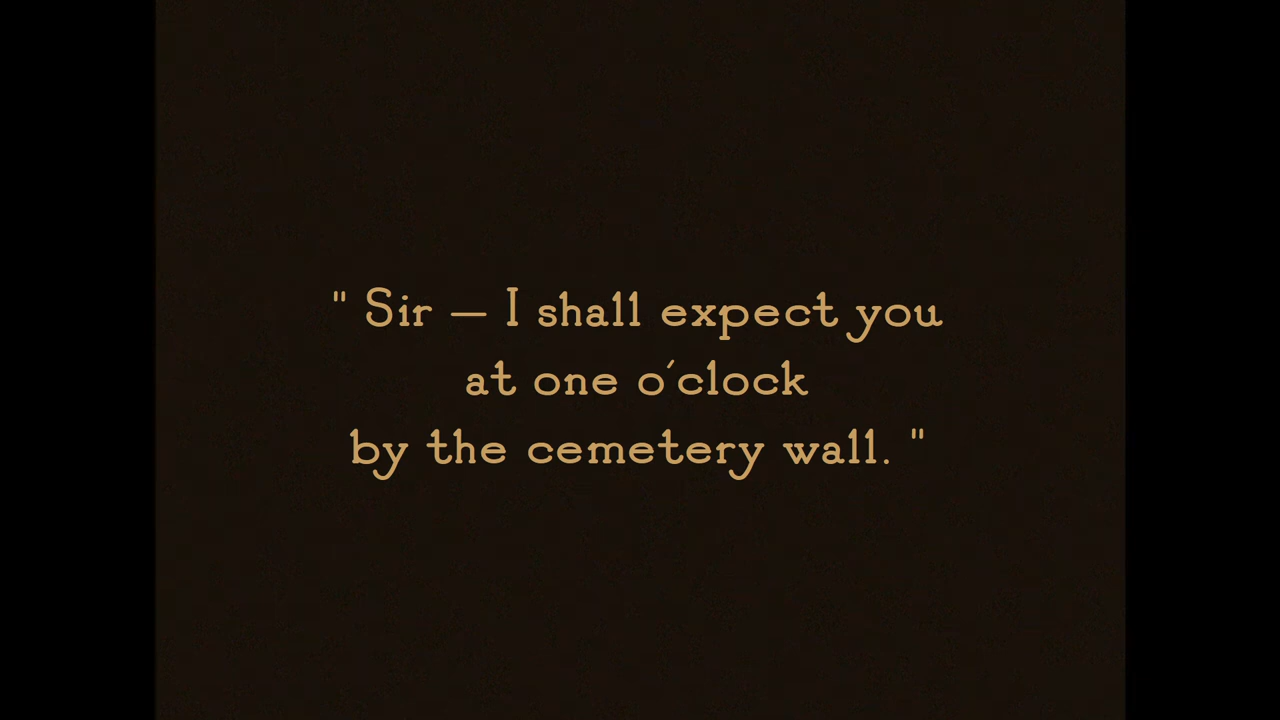 " Sir — I shall expect you
at one o'clock
by the cemetery wall. "